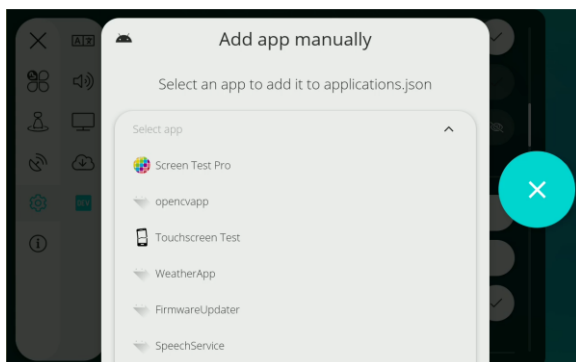 Add app manually
Select an app to add it to applications.json
Select app
Screen Test Pro
opencvapp
Touchscreen Test
WeatherApp
FirmwareUpdater
SpeechService
DEV